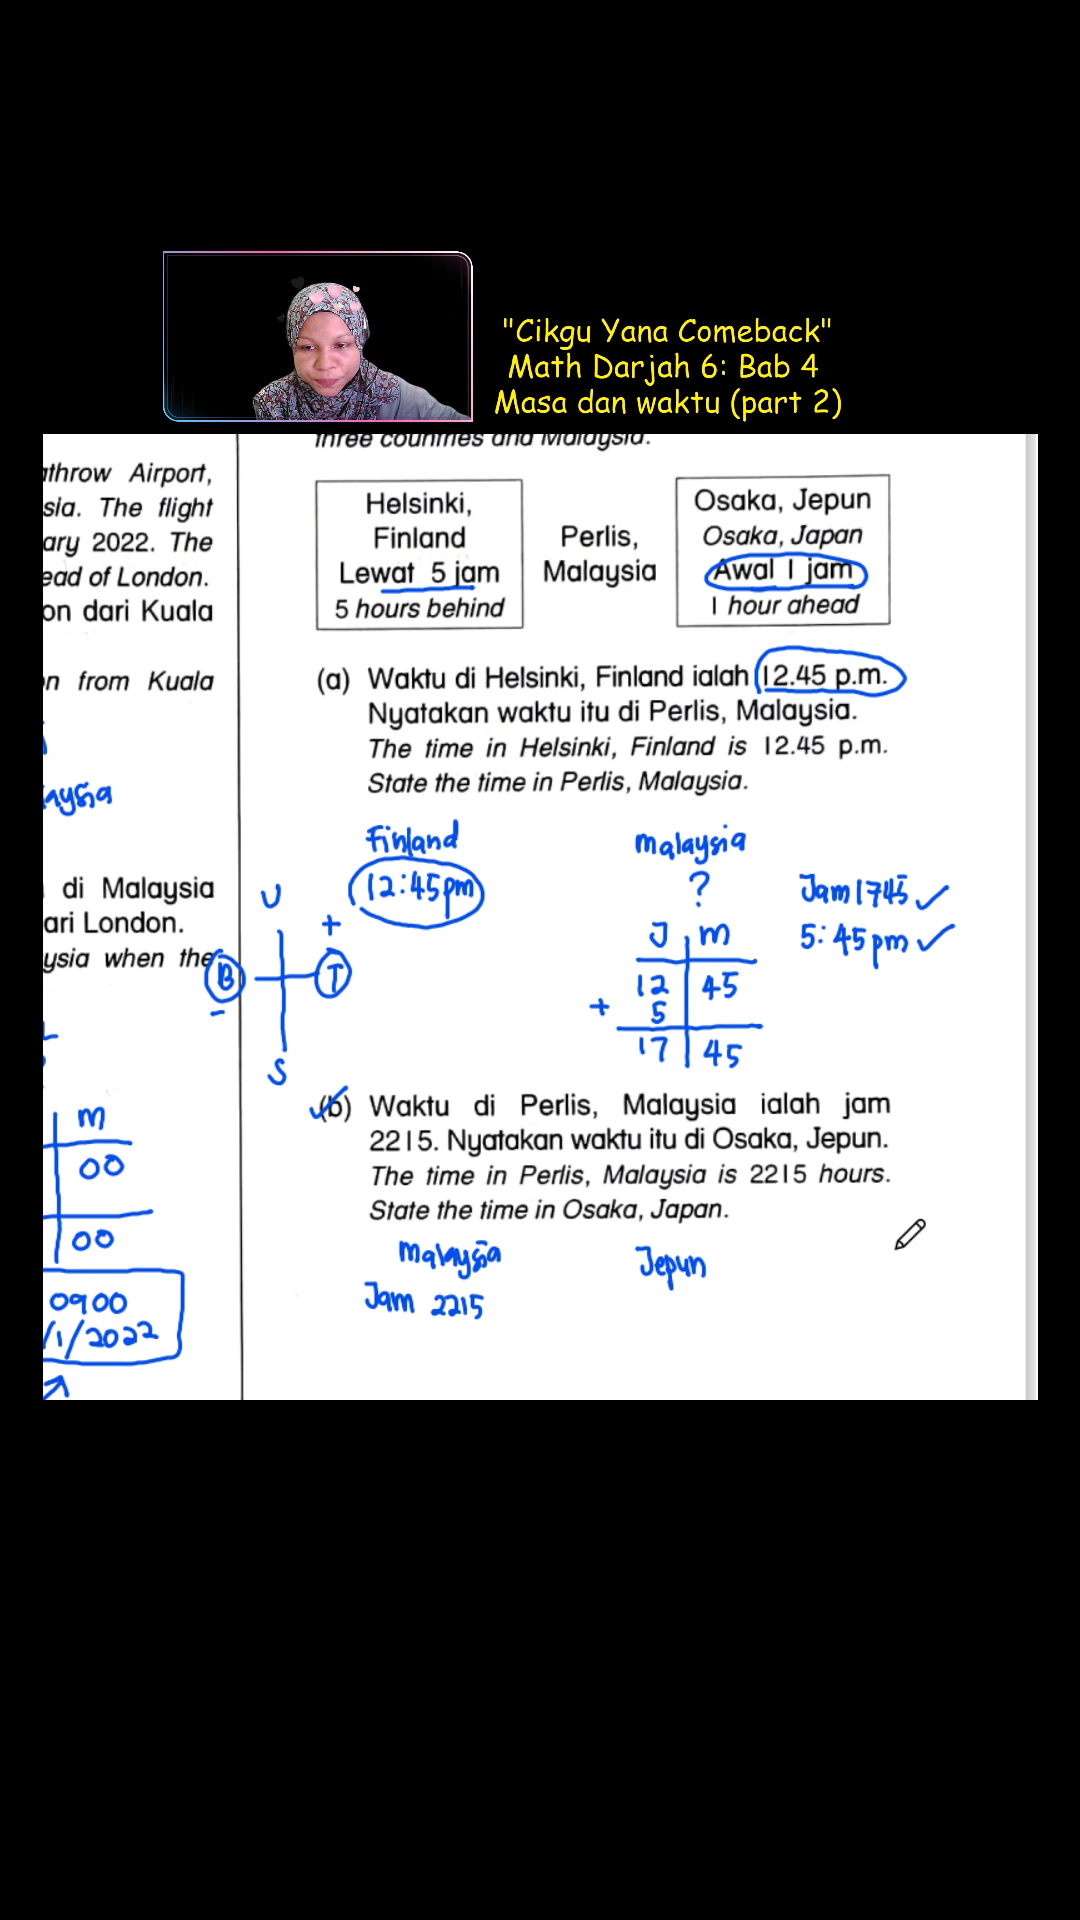 "Cikgu Yana Comeback"
Math Darjah 6: Bab 4
Masa dan waktu (part 2)
three countries and Malaysia.
throw Airport,
sia. The flight
ary 2022. The
ead of London.
on dari Kuala
n from Kuala
aysia
di Malaysia
ari London.
ysia when the
M
00
00
0900
/1/2022
Helsinki,
Finland
Lewat 5 jam
5 hours behind
Perlis,
Malaysia
Osaka, Jepun
Osaka, Japan
Awal 1 jam
1 hour ahead
(a) Waktu di Helsinki, Finland ialah 12.45 p.m.
Nyatakan waktu itu di Perlis, Malaysia.
The time in Helsinki, Finland is 12.45 p.m.
State the time in Perlis, Malaysia.
Finland
12:45pm
U
+
B T
-
S
malaysia
?
J M
12 45
+ 5
17 45
Jam 1745 ✓
5:45pm ✓
(b) Waktu di Perlis, Malaysia ialah jam
2215. Nyatakan waktu itu di Osaka, Jepun.
The time in Perlis, Malaysia is 2215 hours.
State the time in Osaka, Japan.
Malaysia Jepun
Jam 2215